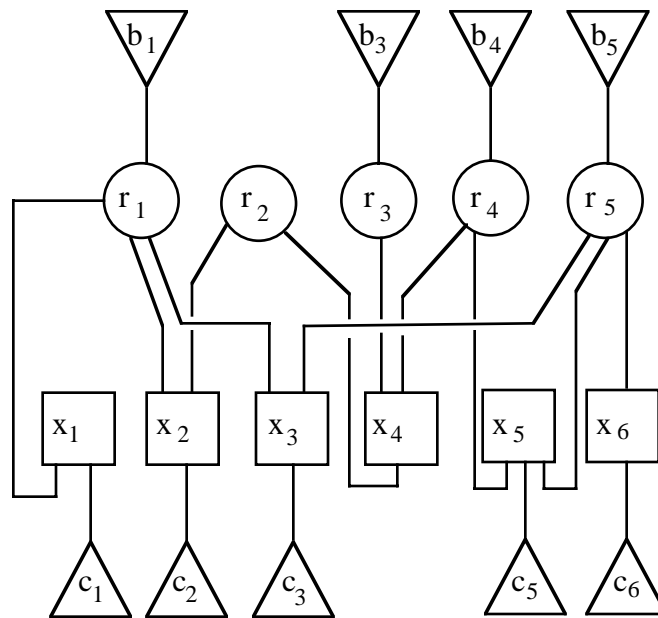 b₁ b₃ b₄ b₅
r₁ r₂ r₃ r₄ r₅
x₁ x₂ x₃ x₄ x₅ x₆
c₁ c₂ c₃ c₅ c₆